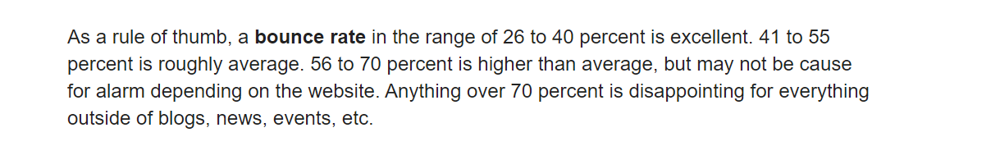 As a rule of thumb, a bounce rate in the range of 26 to 40 percent is excellent. 41 to 55
percent is roughly average. 56 to 70 percent is higher than average, but may not be cause
for alarm depending on the website. Anything over 70 percent is disappointing for everything
outside of blogs, news, events, etc.